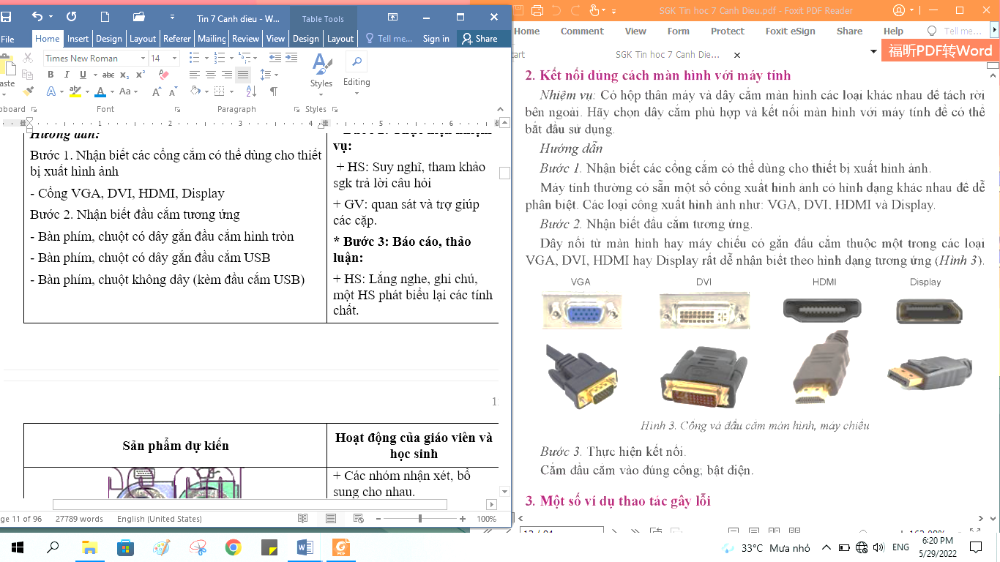 Tin 7 Canh dieu - W...
Table Tools
File
Home
Insert
Design
Layout
Referer
Mailing
Review
View
Design
Layout
Tell me...
Sign in
Share
Times New Roman
14
Styles
Editing
Font
Paragraph
Styles
Hướng dẫn:
Bước 1. Nhận biết các cổng cắm có thể dùng cho thiết
bị xuất hình ảnh
- Cổng VGA, DVI, HDMI, Display
Bước 2. Nhận biết đầu cắm tương ứng
- Bàn phím, chuột có dây gắn đầu cắm hình tròn
- Bàn phím, chuột có dây gắn đầu cắm USB
- Bàn phím, chuột không dây (kèm đầu cắm USB)
vụ:
+ HS: Suy nghĩ, tham khảo
sgk trả lời câu hỏi
+ GV: quan sát và trợ giúp
các cặp.
* Bước 3: Báo cáo, thảo
luận:
+ HS: Lắng nghe, ghi chú,
một HS phát biểu lại các tính
chất.
Sản phẩm dự kiến
Hoạt động của giáo viên và
học sinh
+ Các nhóm nhận xét, bổ
sung cho nhau.
ge 11 of 96
27789 words
English (United States)
100%
SGK Tin hoc 7 Canh Dieu.pdf - Foxit PDF Reader
Home
Comment
View
Form
Protect
Foxit eSign
Share
Help
Tell me...
SGK Tin hoc 7 Canh Die...
福昕PDF转Word
2. Kết nối đúng cách màn hình với máy tính
Nhiệm vụ: Có hộp thân máy và dây cắm màn hình các loại khác nhau để tách rời
bên ngoài. Hãy chọn dây cắm phù hợp và kết nối màn hình với máy tính để có thể
bắt đầu sử dụng.
Hướng dẫn
Bước 1. Nhận biết các cổng cắm có thể dùng cho thiết bị xuất hình ảnh.
Máy tính thường có sẵn một số cổng xuất hình ảnh có hình dạng khác nhau để dễ
phân biệt. Các loại cổng xuất hình ảnh như: VGA, DVI, HDMI và Display.
Bước 2. Nhận biết đầu cắm tương ứng.
Dây nối từ màn hình hay máy chiếu có gắn đầu cắm thuộc một trong các loại
VGA, DVI, HDMI hay Display rất dễ nhận biết theo hình dạng tương ứng (Hình 3).
VGA
DVI
HDMI
Display
Hình 3. Cổng và đầu cắm màn hình, máy chiếu
Bước 3. Thực hiện kết nối.
Cắm đầu cắm vào đúng cổng; bật điện.
3. Một số ví dụ thao tác gây lỗi
33°C Mưa nhỏ
ENG
6:20 PM
5/29/2022